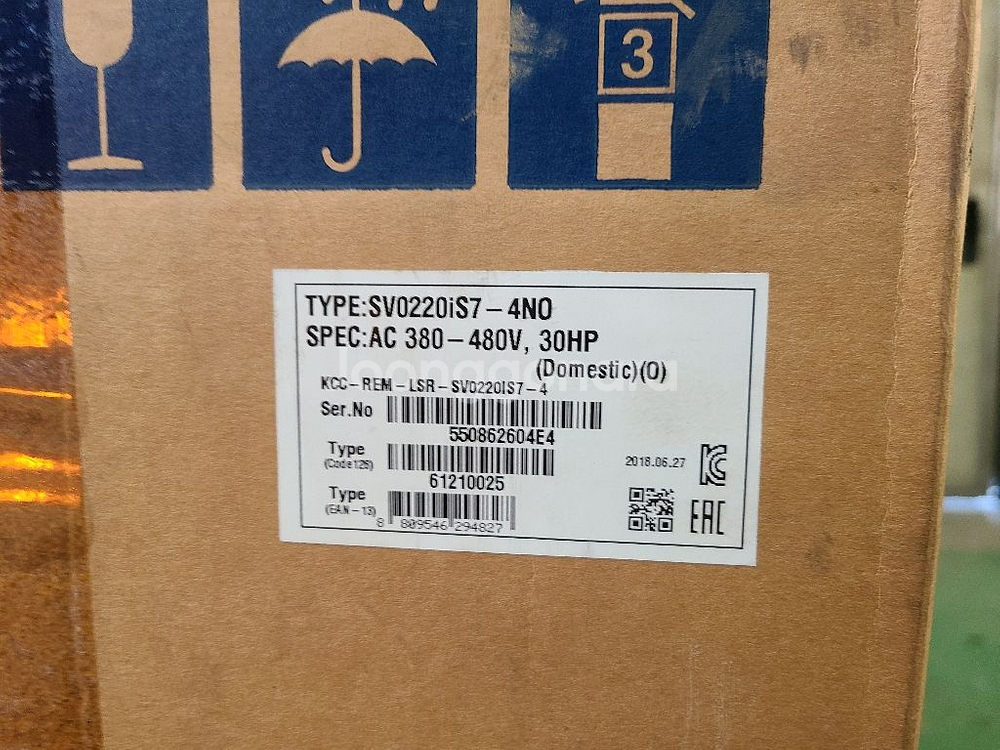 3
TYPE:SV0220iS7-4NO
SPEC:AC 380-480V, 30HP
(Domestic)(O)
KCC-REM-LSR-SV0220IS7-4
Ser.No
550862604E4
Type
(Code128)
61210025
2018.06.27
Type
(EAN-13)
8 809546 294827
EAC